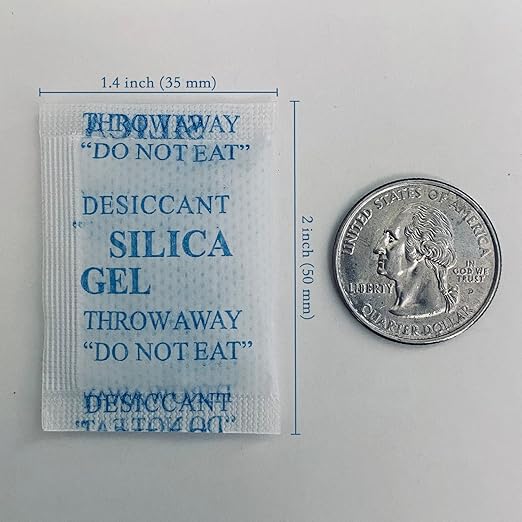 1.4 inch (35 mm)
THROW AWAY
"DO NOT EAT"
DESICCANT
"SILICA
GEL
THROW AWAY
"DO NOT EAT"
DESICCANT
2 inch (50 mm)
UNITED STATES OF AMERICA
LIBERTY
IN
GOD WE
TRUST
P
QUARTER DOLLAR